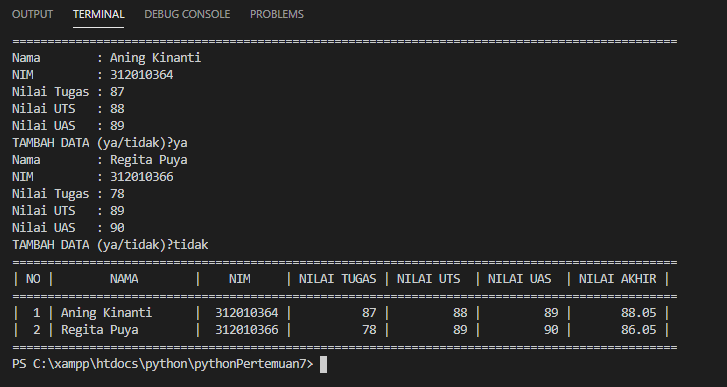 OUTPUT TERMINAL DEBUG CONSOLE PROBLEMS
===============================================================================================
Nama        : Aning Kinanti
NIM         : 312010364
Nilai Tugas : 87
Nilai UTS   : 88
Nilai UAS   : 89
TAMBAH DATA (ya/tidak)?ya
Nama        : Regita Puya
NIM         : 312010366
Nilai Tugas : 78
Nilai UTS   : 89
Nilai UAS   : 90
TAMBAH DATA (ya/tidak)?tidak
===============================================================================================
| NO |        NAMA        |    NIM     | NILAI TUGAS | NILAI UTS  | NILAI UAS  | NILAI AKHIR |
===============================================================================================
|  1 | Aning Kinanti      |  312010364 |          87 |         88 |         89 |       88.05 |
|  2 | Regita Puya        |  312010366 |          78 |         89 |         90 |       86.05 |
===============================================================================================
PS C:\xampp\htdocs\python\pythonPertemuan7>